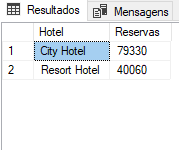 Resultados Mensagens
Hotel Reservas
1 City Hotel 79330
2 Resort Hotel 40060